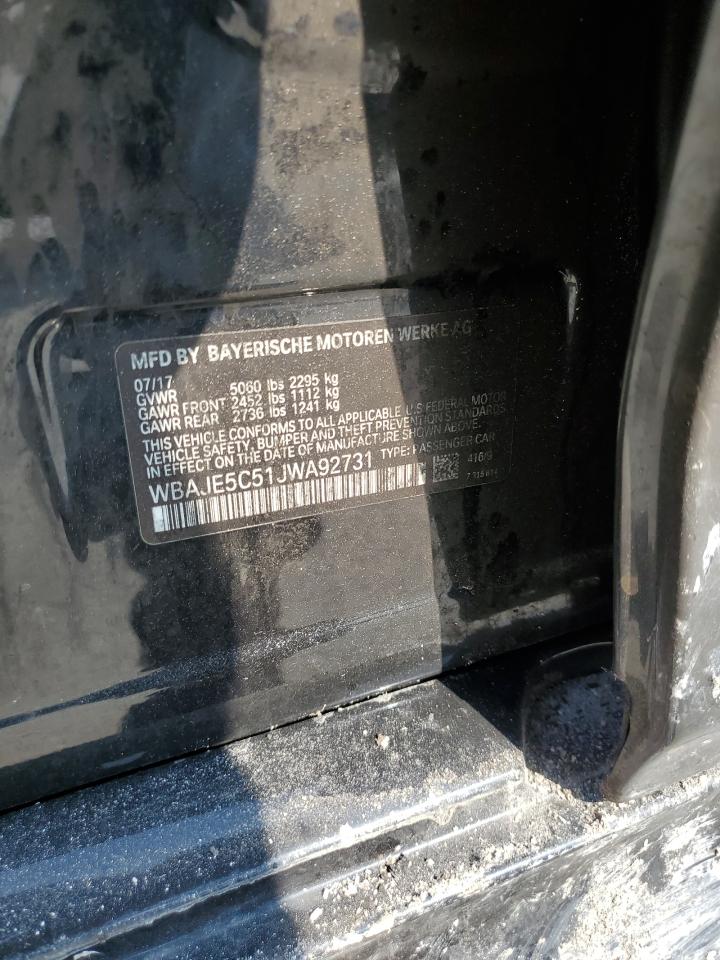 MFD BY BAYERISCHE MOTOREN WERKE AG
07/17
GVWR 5060 lbs 2295 kg
GAWR FRONT 2452 lbs 1112 kg
GAWR REAR 2736 lbs 1241 kg
THIS VEHICLE CONFORMS TO ALL APPLICABLE U.S FEDERAL MOTOR
VEHICLE SAFETY, BUMPER AND THEFT PREVENTION STANDARDS
IN EFFECT ON THE DATE OF MANUFACTURE SHOWN ABOVE.
WBAJE5C51JWA92731 TYPE: PASSENGER CAR
416/9